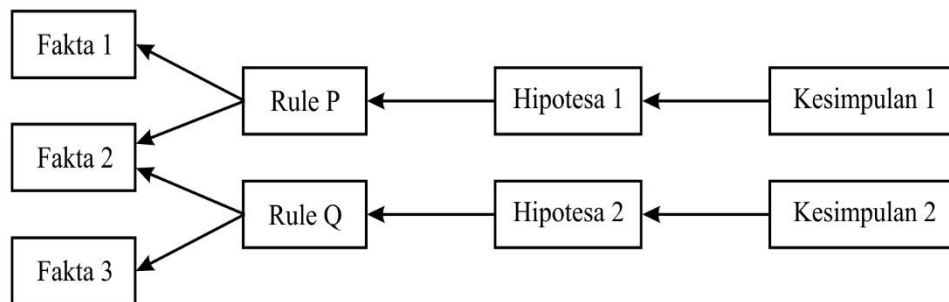 Fakta 1
Rule P
Hipotesa 1
Kesimpulan 1
Fakta 2
Rule Q
Hipotesa 2
Kesimpulan 2
Fakta 3